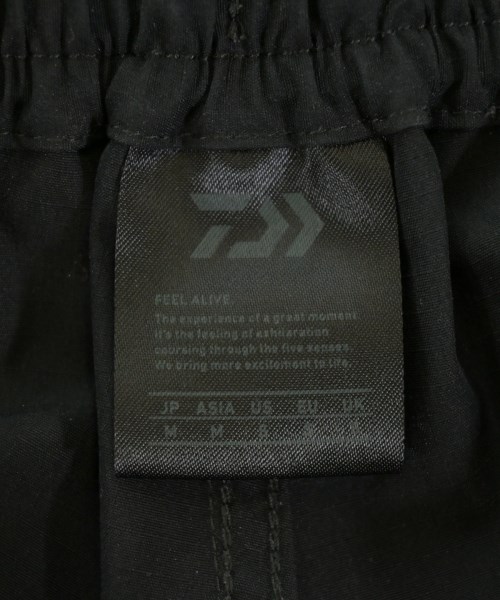 FEEL ALIVE.
The experience of a great moment.
It's the feeling of exhilaration
coursing through the five senses.
We bring more excitement to life.
JP ASIA US EU UK
M M S